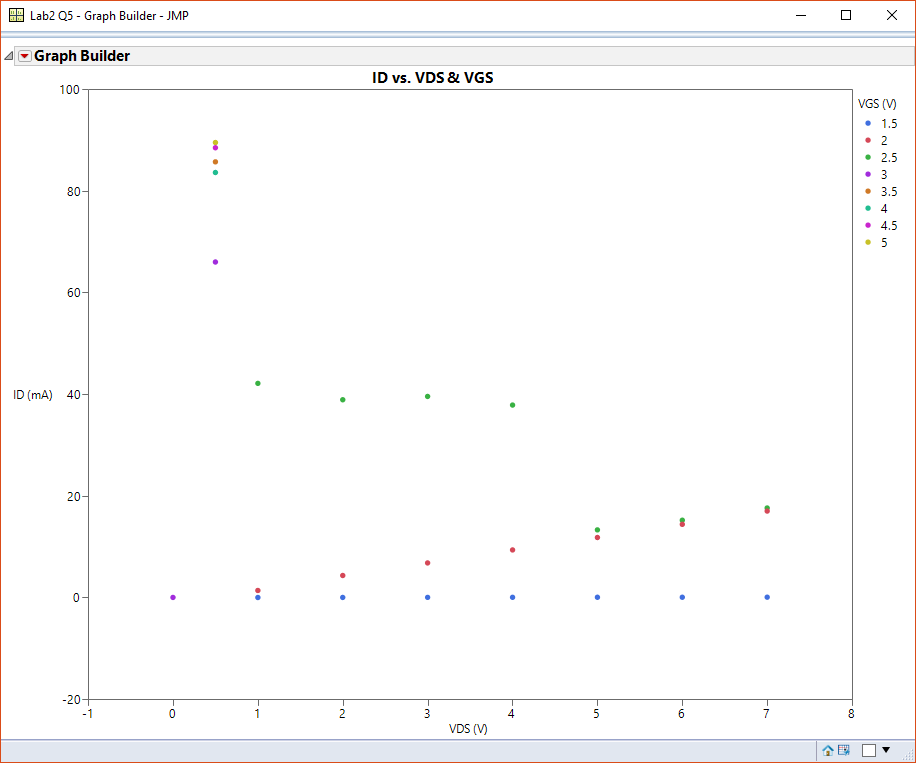 Lab2 Q5 - Graph Builder - JMP
Graph Builder
ID vs. VDS & VGS
100
80
60
40
20
0
-20
ID (mA)
-1 0 1 2 3 4 5 6 7 8
VDS (V)
VGS (V)
1.5
2
2.5
3
3.5
4
4.5
5